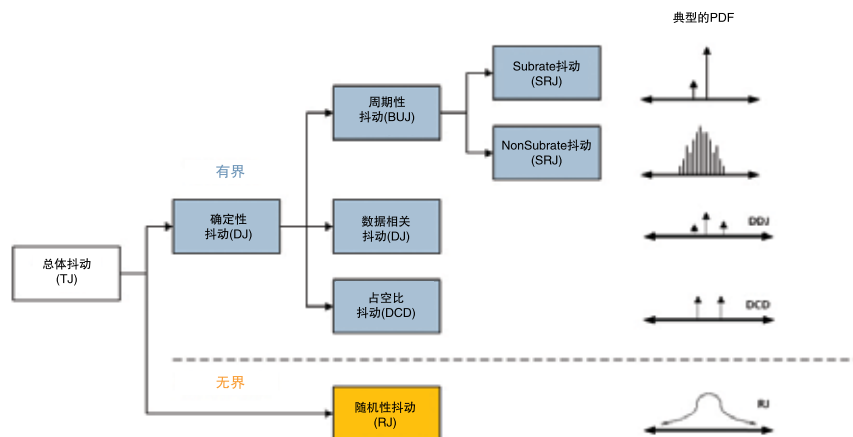 典型的PDF
Subrate抖动
(SRJ)
周期性
抖动(BUJ)
NonSubrate抖动
(SRJ)
有界
确定性
抖动(DJ)
数据相关
抖动(DJ)
DDJ
总体抖动
(TJ)
占空比
抖动(DCD)
DCD
无界
随机性抖动
(RJ)
RJ